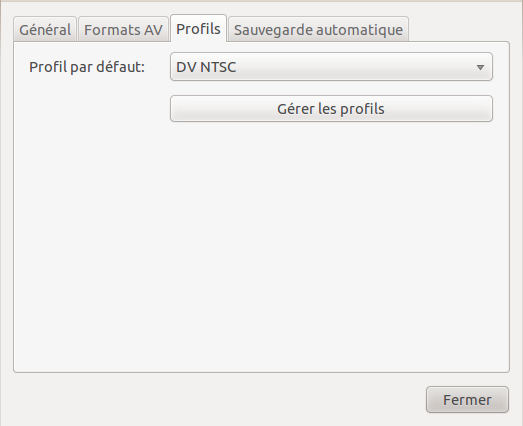 Général Formats AV Profils Sauvegarde automatique
Profil par défaut: DV NTSC
Gérer les profils
Fermer